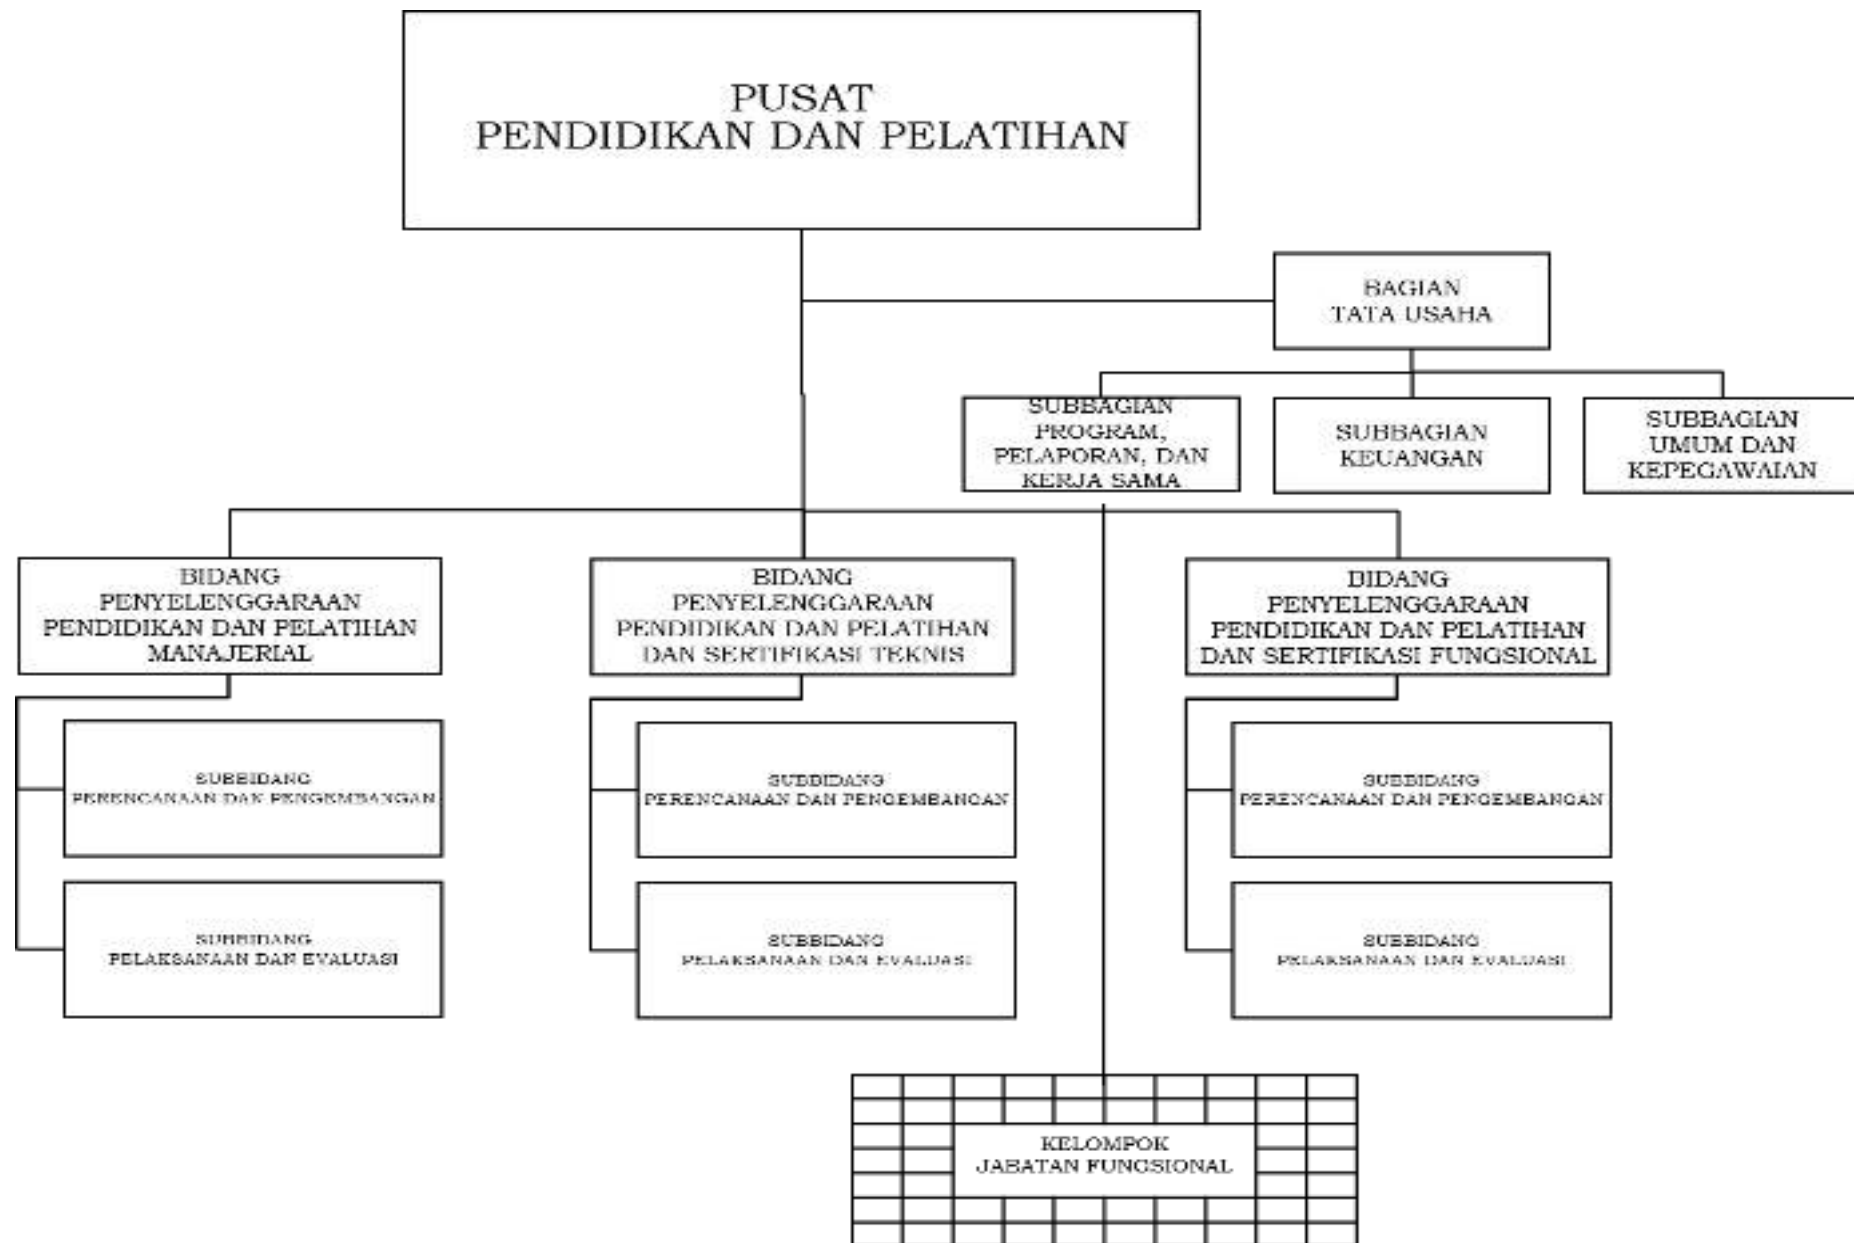 PUSAT
PENDIDIKAN DAN PELATIHAN
BAGIAN
TATA USAHA
SUBBAGIAN
PROGRAM,
PELAPORAN, DAN
KERJA SAMA
SUBBAGIAN
KEUANGAN
SUBBAGIAN
UMUM DAN
KEPEGAWAIAN
BIDANG
PENYELENGGARAAN
PENDIDIKAN DAN PELATIHAN
MANAJERIAL
BIDANG
PENYELENGGARAAN
PENDIDIKAN DAN PELATIHAN
DAN SERTIFIKASI TEKNIS
BIDANG
PENYELENGGARAAN
PENDIDIKAN DAN PELATIHAN
DAN SERTIFIKASI FUNGSIONAL
SUBBIDANG
PERENCANAAN DAN PENGEMBANGAN
SUBBIDANG
PERENCANAAN DAN PENGEMBANGAN
SUBBIDANG
PERENCANAAN DAN PENGEMBANGAN
SUBBIDANG
PELAKSANAAN DAN EVALUASI
SUBBIDANG
PELAKSANAAN DAN EVALUASI
SUBBIDANG
PELAKSANAAN DAN EVALUASI
KELOMPOK
JABATAN FUNGSIONAL